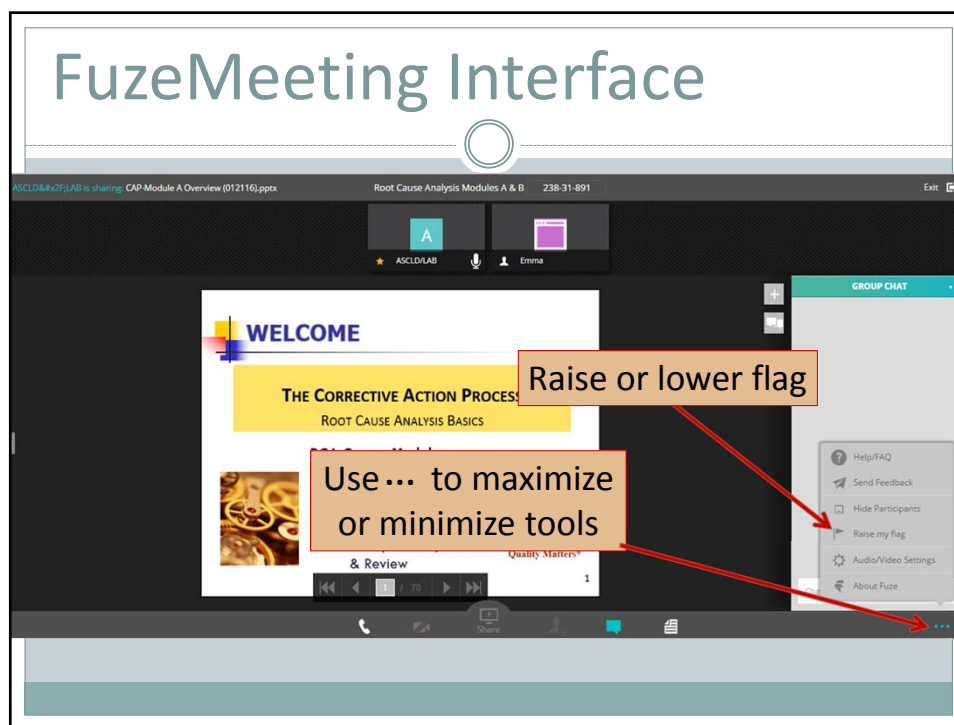 FuzeMeeting Interface
ASCLD&#x2F;LAB is sharing: CAP-Module A Overview (012116).pptx
Root Cause Analysis Modules A & B 238-31-891
Exit
A
ASCLD/LAB
Emma
GROUP CHAT
WELCOME
THE CORRECTIVE ACTION PROCESS
ROOT CAUSE ANALYSIS BASICS
Raise or lower flag
Use ... to maximize
or minimize tools
Quality Matters®
& Review
1
1 / 70
Help/FAQ
Send Feedback
Hide Participants
Raise my flag
Audio/Video Settings
About Fuze
Share